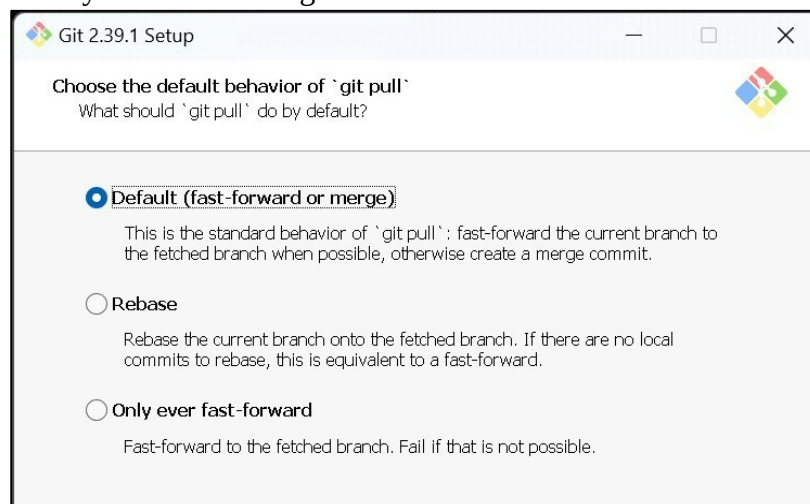 Git 2.39.1 Setup
Choose the default behavior of `git pull`
What should `git pull` do by default?
Default (fast-forward or merge)
This is the standard behavior of `git pull`: fast-forward the current branch to
the fetched branch when possible, otherwise create a merge commit.
Rebase
Rebase the current branch onto the fetched branch. If there are no local
commits to rebase, this is equivalent to a fast-forward.
Only ever fast-forward
Fast-forward to the fetched branch. Fail if that is not possible.